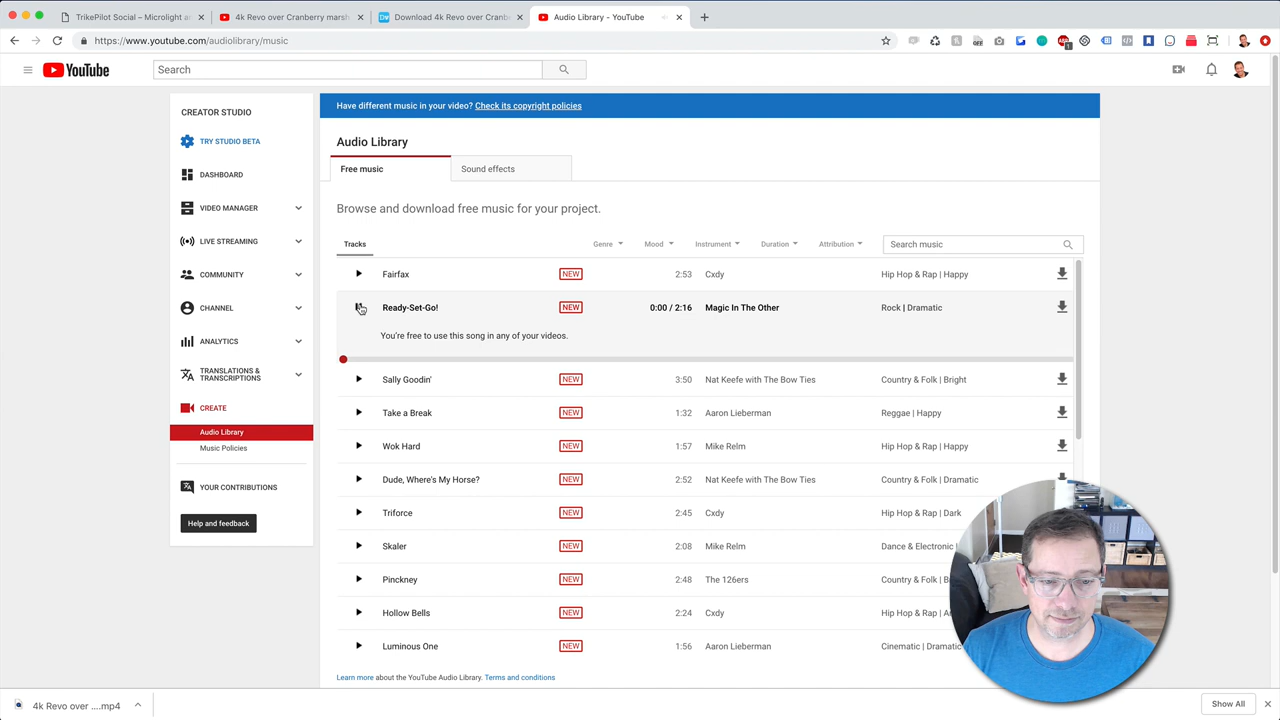 TrikePilot Social – Microlight a
4k Revo over Cranberry marsh
Download 4k Revo over Cranb
Audio Library - YouTube
https://www.youtube.com/audiolibrary/music
YouTube
Search
CREATOR STUDIO
TRY STUDIO BETA
DASHBOARD
VIDEO MANAGER
LIVE STREAMING
COMMUNITY
CHANNEL
ANALYTICS
TRANSLATIONS &
TRANSCRIPTIONS
CREATE
Audio Library
Music Policies
YOUR CONTRIBUTIONS
Help and feedback
Have different music in your video? Check its copyright policies
Audio Library
Free music Sound effects
Browse and download free music for your project.
Tracks Genre Mood Instrument Duration Attribution Search music
Fairfax NEW 2:53 Cxdy Hip Hop & Rap | Happy
Ready-Set-Go! NEW 0:00 / 2:16 Magic In The Other Rock | Dramatic
You're free to use this song in any of your videos.
Sally Goodin' NEW 3:50 Nat Keefe with The Bow Ties Country & Folk | Bright
Take a Break NEW 1:32 Aaron Lieberman Reggae | Happy
Wok Hard NEW 1:57 Mike Relm Hip Hop & Rap | Happy
Dude, Where's My Horse? NEW 2:52 Nat Keefe with The Bow Ties Country & Folk | Dramatic
Triforce NEW 2:45 Cxdy Hip Hop & Rap | Dark
Skaler NEW 2:08 Mike Relm Dance & Electronic
Pinckney NEW 2:48 The 126ers Country & Folk |
Hollow Bells NEW 2:24 Cxdy Hip Hop & Rap |
Luminous One NEW 1:56 Aaron Lieberman Cinematic | Dramatic
Learn more about the YouTube Audio Library. Terms and conditions
4k Revo over ....mp4
Show All